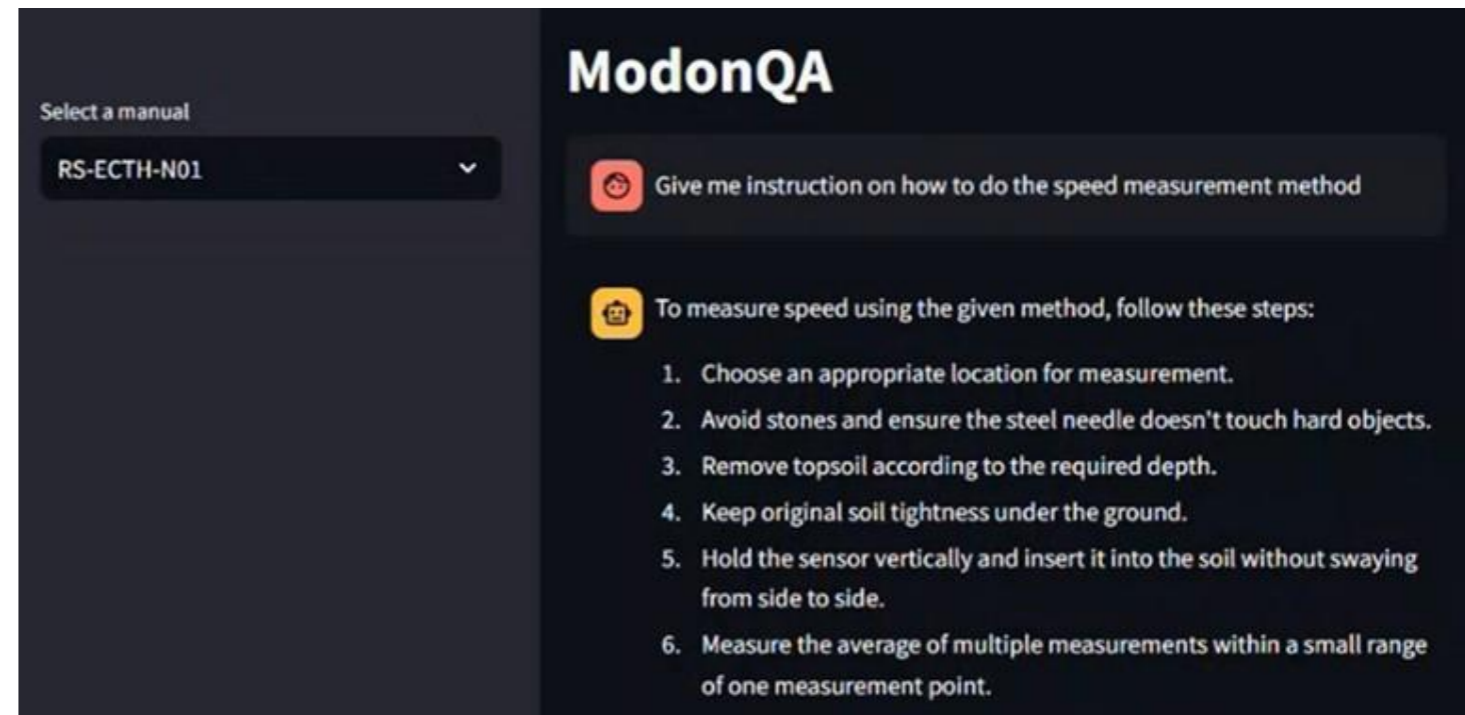 Select a manual
RS-ECTH-N01
ModonQA
Give me instruction on how to do the speed measurement method
To measure speed using the given method, follow these steps:
1. Choose an appropriate location for measurement.
2. Avoid stones and ensure the steel needle doesn't touch hard objects.
3. Remove topsoil according to the required depth.
4. Keep original soil tightness under the ground.
5. Hold the sensor vertically and insert it into the soil without swaying
from side to side.
6. Measure the average of multiple measurements within a small range
of one measurement point.